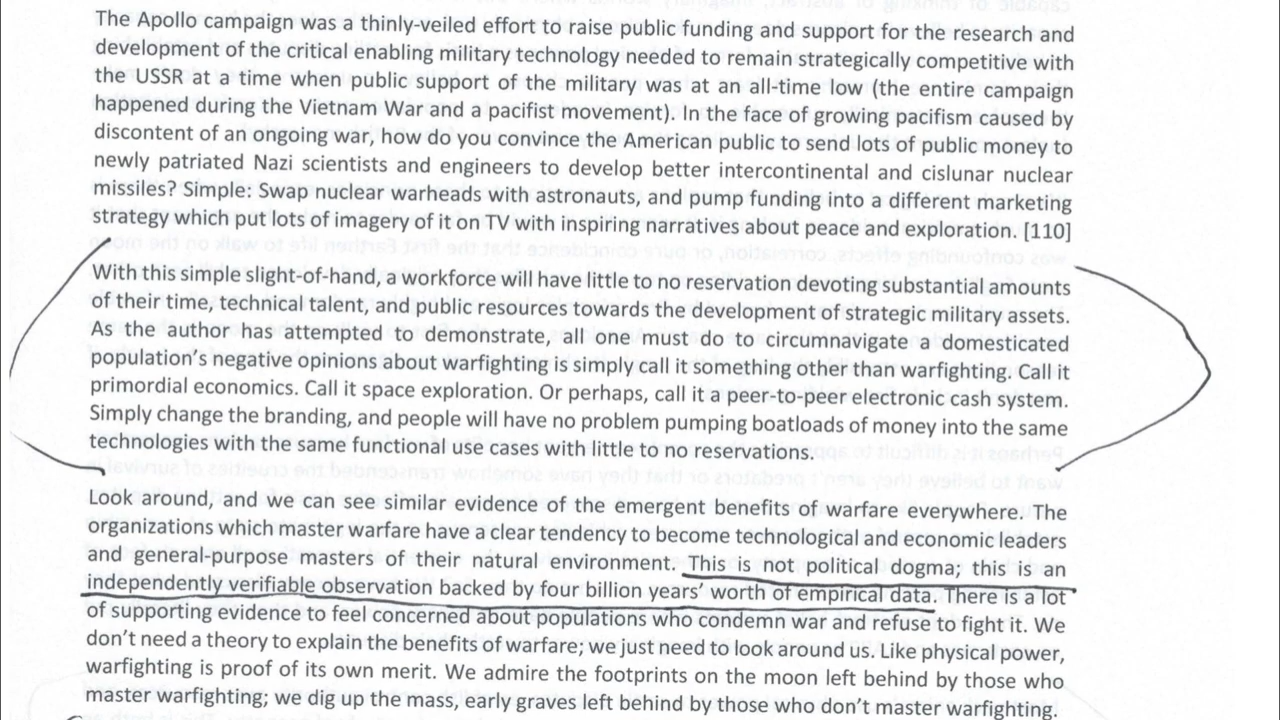 The Apollo campaign was a thinly-veiled effort to raise public funding and support for the research and
development of the critical enabling military technology needed to remain strategically competitive with
the USSR at a time when public support of the military was at an all-time low (the entire campaign
happened during the Vietnam War and a pacifist movement). In the face of growing pacifism caused by
discontent of an ongoing war, how do you convince the American public to send lots of public money to
newly patriated Nazi scientists and engineers to develop better intercontinental and cislunar nuclear
missiles? Simple: Swap nuclear warheads with astronauts, and pump funding into a different marketing
strategy which put lots of imagery of it on TV with inspiring narratives about peace and exploration. [110]
With this simple slight-of-hand, a workforce will have little to no reservation devoting substantial amounts
of their time, technical talent, and public resources towards the development of strategic military assets.
As the author has attempted to demonstrate, all one must do to circumnavigate a domesticated
population's negative opinions about warfighting is simply call it something other than warfighting. Call it
primordial economics. Call it space exploration. Or perhaps, call it a peer-to-peer electronic cash system.
Simply change the branding, and people will have no problem pumping boatloads of money into the same
technologies with the same functional use cases with little to no reservations.
Look around, and we can see similar evidence of the emergent benefits of warfare everywhere. The
organizations which master warfare have a clear tendency to become technological and economic leaders
and general-purpose masters of their natural environment. This is not political dogma; this is an
independently verifiable observation backed by four billion years' worth of empirical data. There is a lot
of supporting evidence to feel concerned about populations who condemn war and refuse to fight it. We
don't need a theory to explain the benefits of warfare; we just need to look around us. Like physical power,
warfighting is proof of its own merit. We admire the footprints on the moon left behind by those who
master warfighting; we dig up the mass, early graves left behind by those who don't master warfighting.